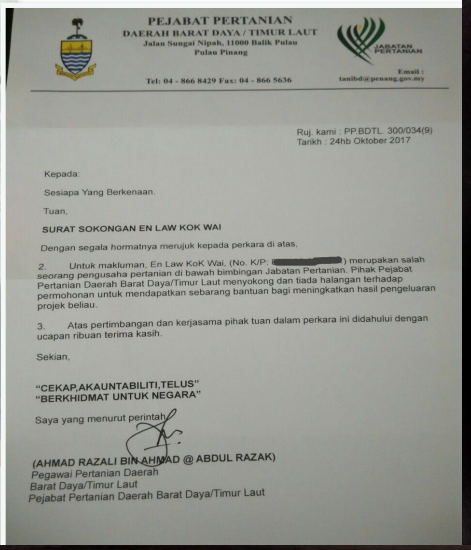 PEJABAT PERTANIAN
DAERAH BARAT DAYA / TIMUR LAUT
Jalan Sungai Nipah, 11000 Balik Pulau
Pulau Pinang
JABATAN
PERTANIAN
Tel: 04 - 866 8429 Fax: 04 - 866 5636
Email :
tanibd@penang.gov.my
Ruj. kami : PP.BDTL. 300/034(9)
Tarikh : 24hb Oktober 2017
Kepada:
Sesiapa Yang Berkenaan.
Tuan,
SURAT SOKONGAN EN LAW KOK WAI
Dengan segala hormatnya merujuk kepada perkara di atas,
2. Untuk makluman, En Law KoK Wai, (No. K/P: ) merupakan salah
seorang pengusaha pertanian di bawah bimbingan Jabatan Pertanian. Pihak Pejabat
Pertanian Daerah Barat Daya/Timur Laut menyokong dan tiada halangan terhadap
permohonan untuk mendapatkan sebarang bantuan bagi meningkatkan hasil pengeluaran
projek beliau.
3. Atas pertimbangan dan kerjasama pihak tuan dalam perkara ini didahului dengan
ucapan ribuan terima kasih.
Sekian,
"CEKAP,AKAUNTABILITI,TELUS"
"BERKHIDMAT UNTUK NEGARA"
Saya yang menurut perintah,
(AHMAD RAZALI BIN AHMAD @ ABDUL RAZAK)
Pegawai Pertanian Daerah
Barat Daya/Timur Laut
Pejabat Pertanian Daerah Barat Daya/Timur Laut